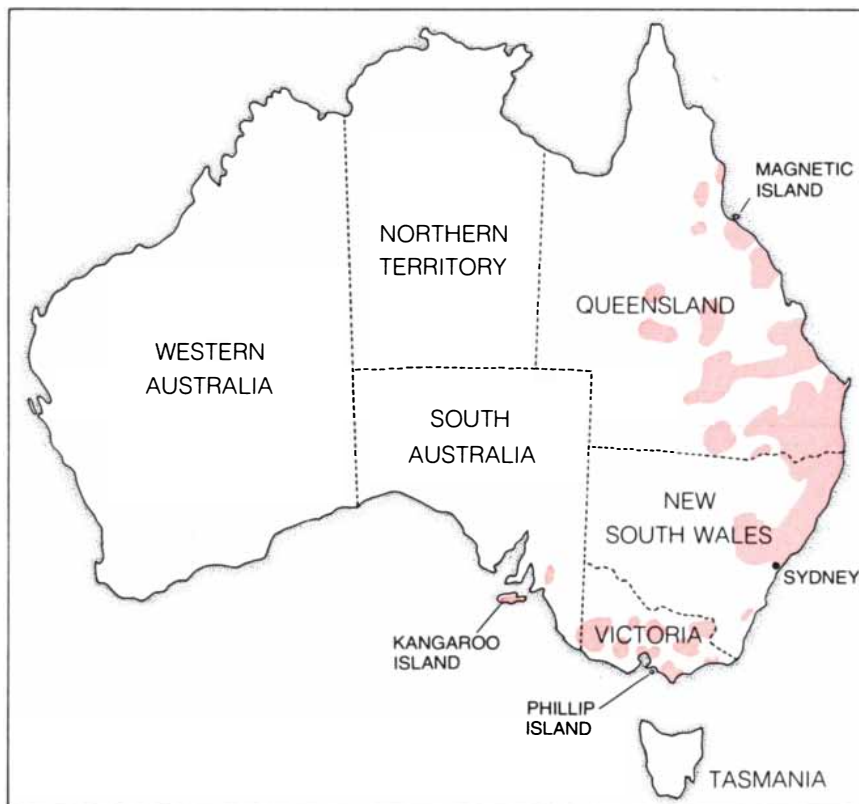 MAGNETIC
ISLAND
NORTHERN
TERRITORY
QUEENSLAND
WESTERN
AUSTRALIA
SOUTH
AUSTRALIA
NEW
SOUTH WALES
SYDNEY
KANGAROO
ISLAND
VICTORIA
PHILLIP
ISLAND
TASMANIA